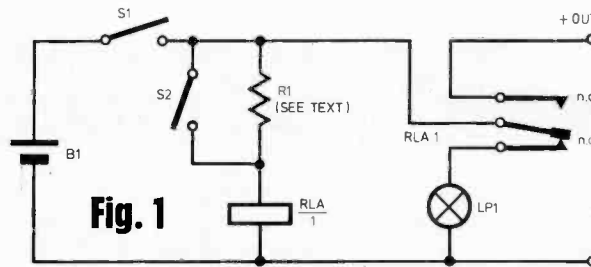 S1
+ OUT
S2
R1
(SEE TEXT)
n.o
RLA 1
n.c
B1
Fig. 1
RLA
1
LP1